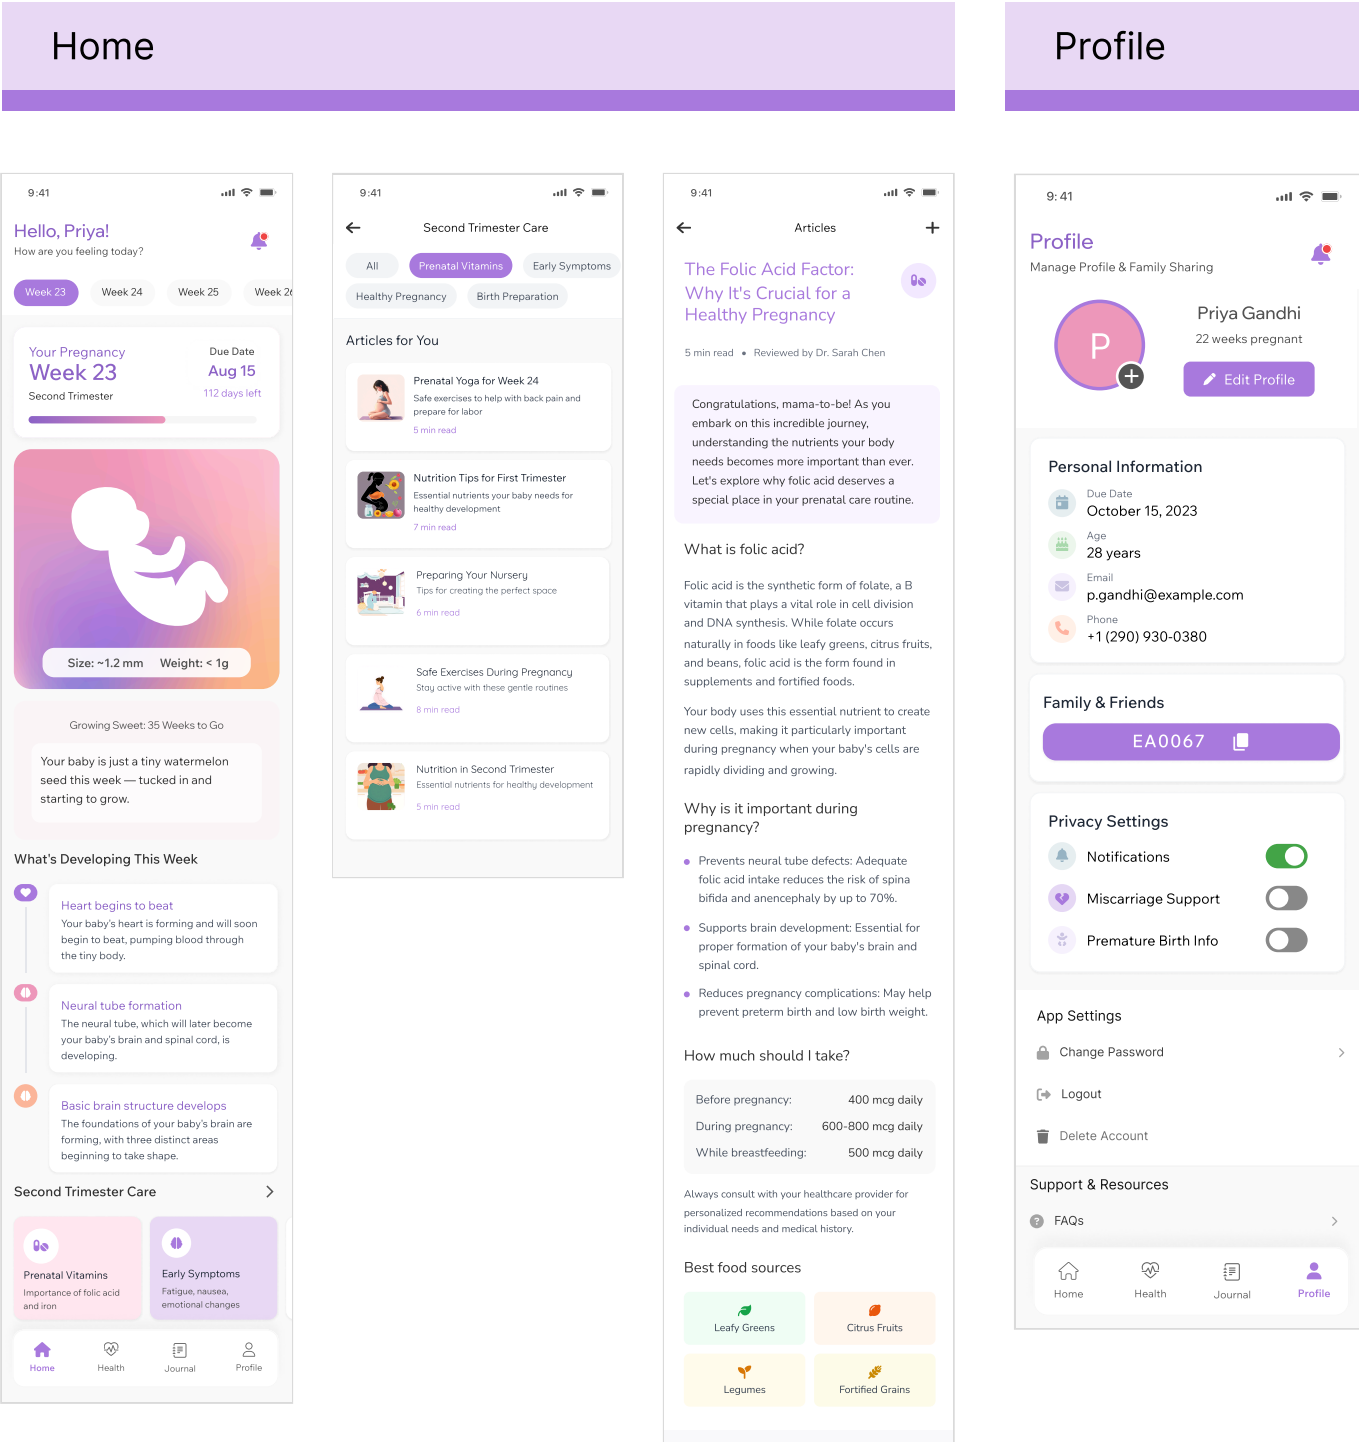 Home
Profile
9:41
Hello, Priya!
How are you feeling today?
Week 23
Week 24
Week 25
Week 26
Your Pregnancy
Week 23
Second Trimester
Due Date
Aug 15
112 days left
Size: ~1.2 mm Weight: < 1g
Growing Sweet: 35 Weeks to Go
Your baby is just a tiny watermelon
seed this week — tucked in and
starting to grow.
What's Developing This Week
Heart begins to beat
Your baby's heart is forming and will soon
begin to beat, pumping blood through
the tiny body.
Neural tube formation
The neural tube, which will later become
your baby's brain and spinal cord, is
developing.
Basic brain structure develops
The foundations of your baby's brain are
forming, with three distinct areas
beginning to take shape.
Second Trimester Care
Prenatal Vitamins
Importance of folic acid
and iron
Early Symptoms
Fatigue, nausea,
emotional changes
Home
Health
Journal
Profile
9:41
Second Trimester Care
All
Prenatal Vitamins
Early Symptoms
Healthy Pregnancy
Birth Preparation
Articles for You
Prenatal Yoga for Week 24
Safe exercises to help with back pain and
prepare for labor
5 min read
Nutrition Tips for First Trimester
Essential nutrients your baby needs for
healthy development
7 min read
Preparing Your Nursery
Tips for creating the perfect space
6 min read
Safe Exercises During Pregnancy
Stay active with these gentle routines
8 min read
Nutrition in Second Trimester
Essential nutrients for healthy development
5 min read
9:41
Articles
The Folic Acid Factor:
Why It's Crucial for a
Healthy Pregnancy
5 min read • Reviewed by Dr. Sarah Chen
Congratulations, mama-to-be! As you
embark on this incredible journey,
understanding the nutrients your body
needs becomes more important than ever.
Let's explore why folic acid deserves a
special place in your prenatal care routine.
What is folic acid?
Folic acid is the synthetic form of folate, a B
vitamin that plays a vital role in cell division
and DNA synthesis. While folate occurs
naturally in foods like leafy greens, citrus fruits,
and beans, folic acid is the form found in
supplements and fortified foods.
Your body uses this essential nutrient to create
new cells, making it particularly important
during pregnancy when your baby's cells are
rapidly dividing and growing.
Why is it important during
pregnancy?
• Prevents neural tube defects: Adequate
folic acid intake reduces the risk of spina
bifida and anencephaly by up to 70%.
• Supports brain development: Essential for
proper formation of your baby's brain and
spinal cord.
• Reduces pregnancy complications: May help
prevent preterm birth and low birth weight.
How much should I take?
Before pregnancy: 400 mcg daily
During pregnancy: 600-800 mcg daily
While breastfeeding: 500 mcg daily
Always consult with your healthcare provider for
personalized recommendations based on your
individual needs and medical history.
Best food sources
Leafy Greens
Citrus Fruits
Legumes
Fortified Grains
9:41
Profile
Manage Profile & Family Sharing
P
Priya Gandhi
22 weeks pregnant
Edit Profile
Personal Information
Due Date
October 15, 2023
Age
28 years
Email
p.gandhi@example.com
Phone
+1 (290) 930-0380
Family & Friends
EA0067
Privacy Settings
Notifications
Miscarriage Support
Premature Birth Info
App Settings
Change Password
Logout
Delete Account
Support & Resources
FAQs
Home
Health
Journal
Profile